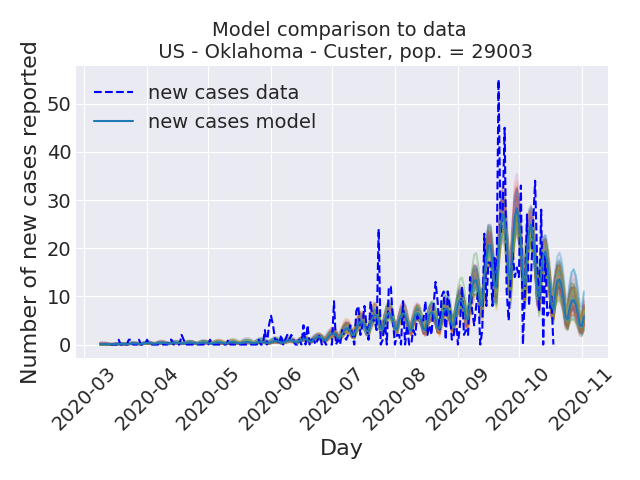 Model comparison to data
US - Oklahoma - Custer, pop. = 29003
new cases data
new cases model
Number of new cases reported
50
40
30
20
10
0
2020-03
2020-04
2020-05
2020-06
2020-07
2020-08
2020-09
2020-10
2020-11
Day